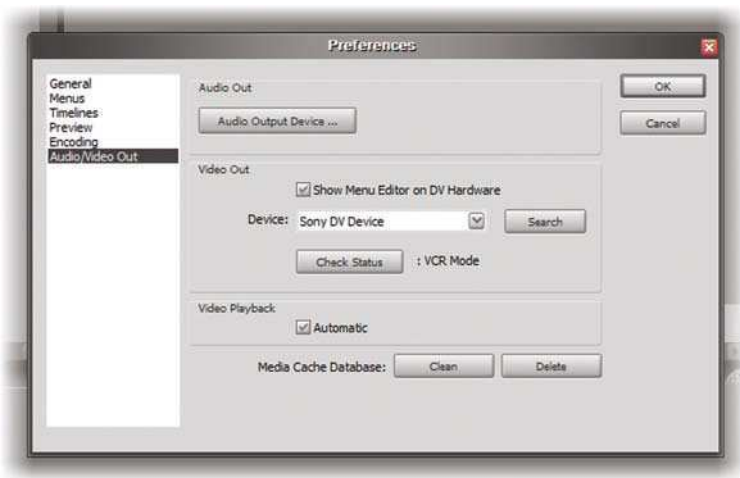 Preferences
General
Menus
Timelines
Preview
Encoding
Audio/Video Out
Audio Out
Audio Output Device ...
Video Out
Show Menu Editor on DV Hardware
Device: Sony DV Device Search
Check Status : VCR Mode
Video Playback
Automatic
Media Cache Database: Clean Delete
OK
Cancel